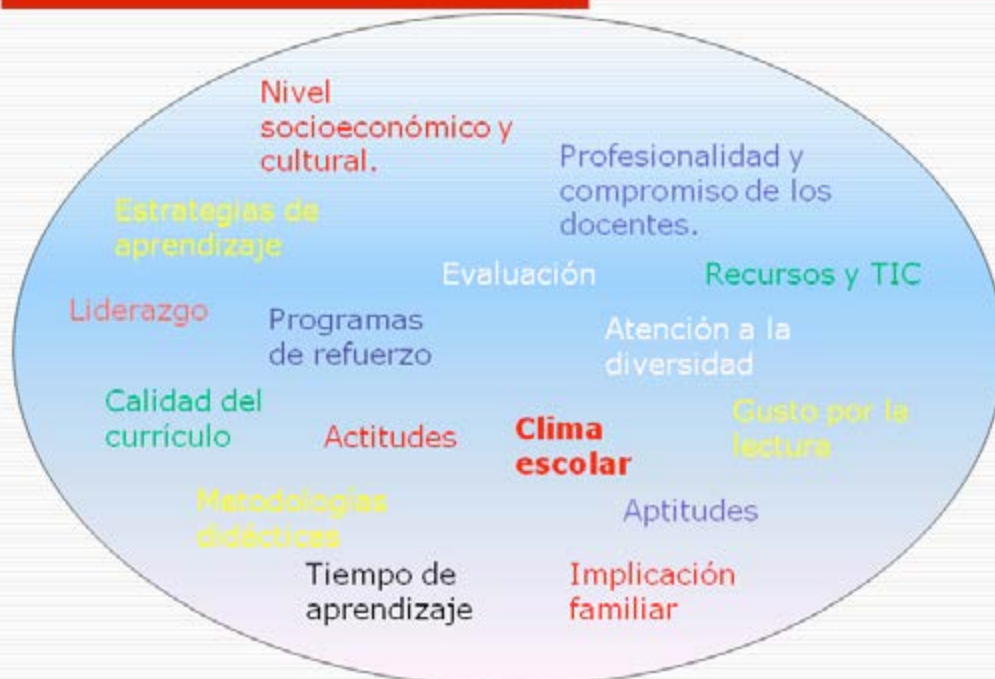 Nivel
socioeconómico y
cultural.
Profesionalidad y
compromiso de los
docentes.
Estrategias de
aprendizaje
Evaluación
Recursos y TIC
Liderazgo
Programas
de refuerzo
Atención a la
diversidad
Calidad del
currículo
Actitudes
Clima
escolar
Gusto por la
lectura
Metodologías
didácticas
Aptitudes
Tiempo de
aprendizaje
Implicación
familiar